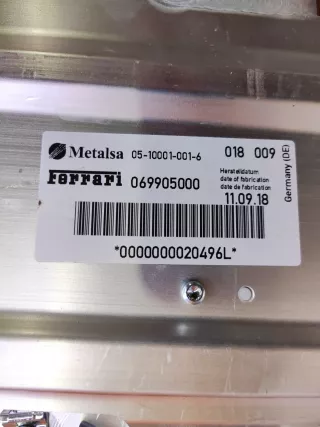 Metalsa 05-10001-001-6 018 009
Ferrari 069905000
Herstelldatum
date of fabrication
date de fabrication
11.09.18
Germany (DE)
*0000000020496L*